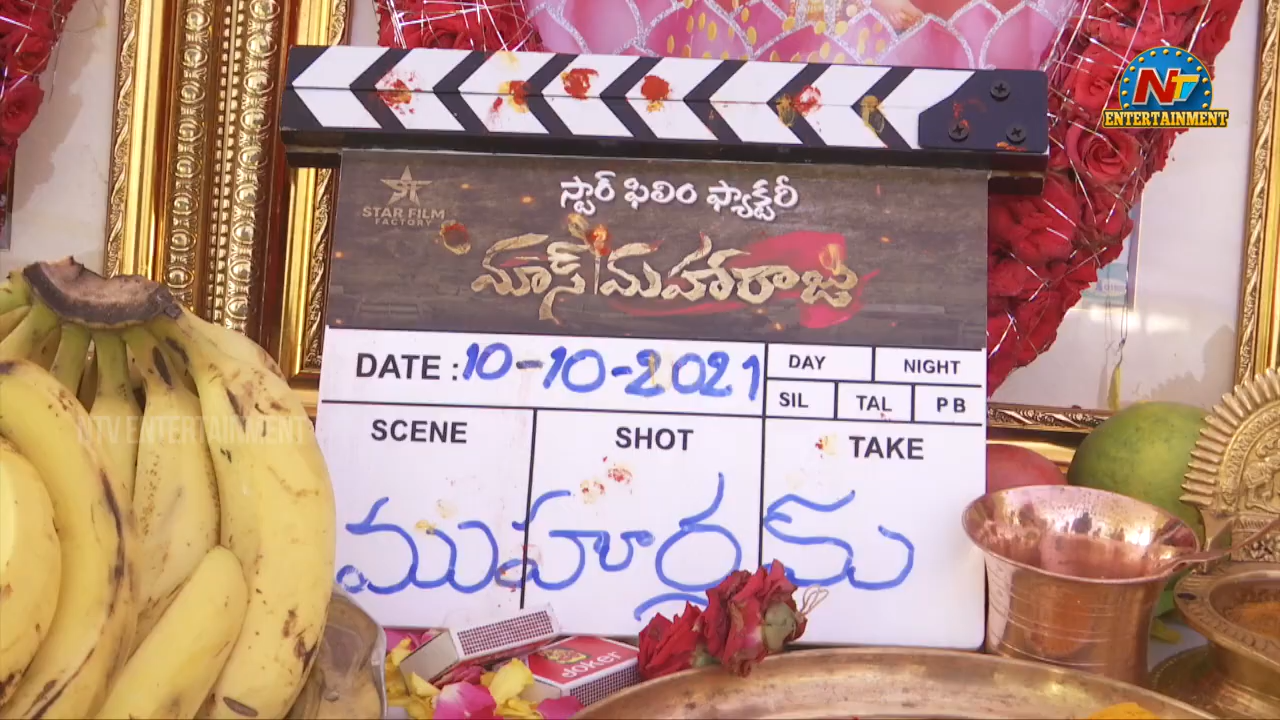 NTV
ENTERTAINMENT
STAR FILM
FACTORY
స్టార్ ఫిలిం ఫ్యాక్టరీ
మాస్ మహారాజు
DATE : 10-10-2021
DAY NIGHT
SIL TAL P B
SCENE SHOT TAKE
ముహూర్తమ్
NTV ENTERTAINMENT
Joker